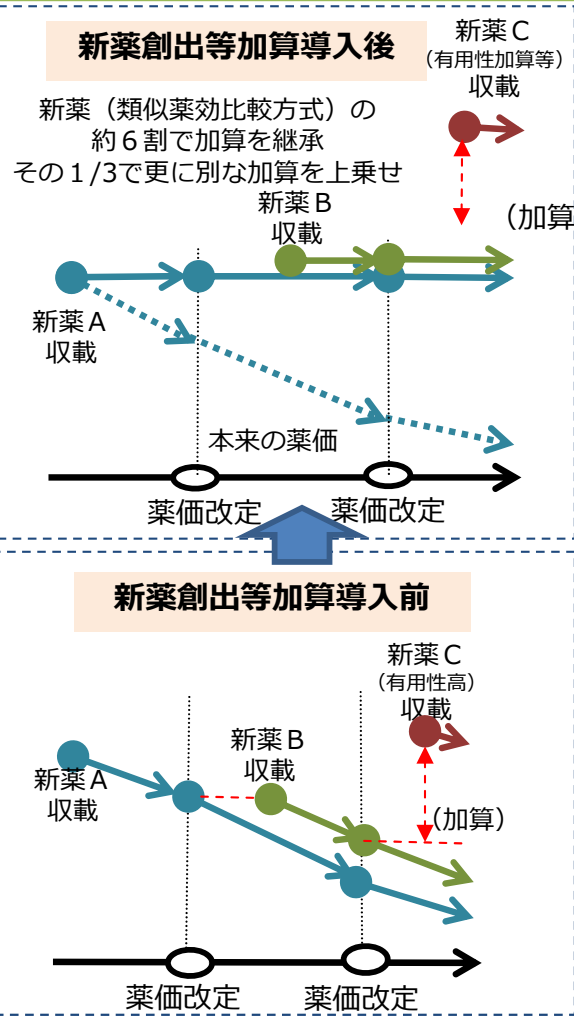 新薬創出等加算導入後
新薬C
(有用性加算等)
収載
新薬（類似薬効比較方式）の
約６割で加算を継承
その１/3で更に別な加算を上乗せ
新薬B
収載
（加算
新薬A
収載
本来の薬価
薬価改定
薬価改定
新薬創出等加算導入前
新薬C
(有用性高)
収載
新薬B
収載
新薬A
収載
(加算)
薬価改定
薬価改定